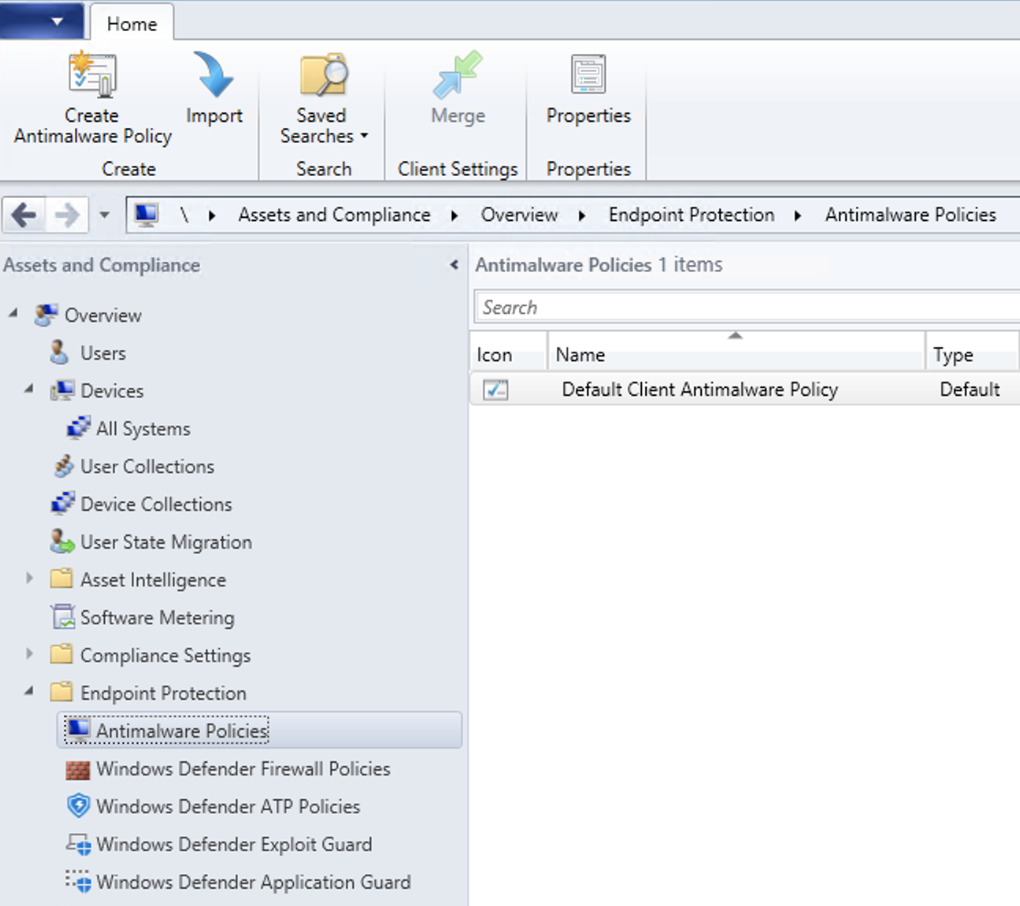 Home
Create
Antimalware Policy
Import
Saved
Searches
Merge
Properties
Create
Search
Client Settings
Properties
\ Assets and Compliance Overview Endpoint Protection Antimalware Policies
Assets and Compliance
Overview
Users
Devices
All Systems
User Collections
Device Collections
User State Migration
Asset Intelligence
Software Metering
Compliance Settings
Endpoint Protection
Antimalware Policies
Windows Defender Firewall Policies
Windows Defender ATP Policies
Windows Defender Exploit Guard
Windows Defender Application Guard
Antimalware Policies 1 items
Search
Icon Name Type
Default Client Antimalware Policy Default